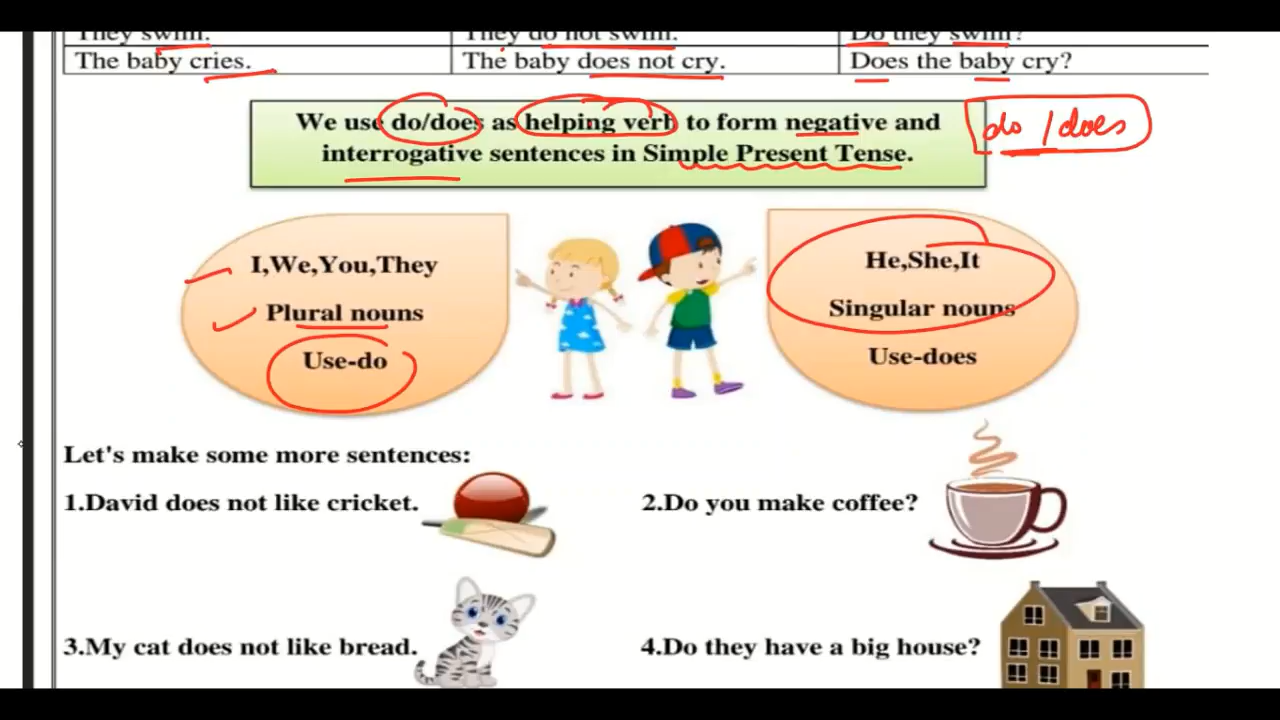 They swim. They do not swim. Do they swim?
The baby cries. The baby does not cry. Does the baby cry?
We use do/does as helping verb to form negative and
interrogative sentences in Simple Present Tense.
do / does
I,We,You,They
Plural nouns
Use-do
He,She,It
Singular nouns
Use-does
Let's make some more sentences:
1.David does not like cricket.
2.Do you make coffee?
3.My cat does not like bread.
4.Do they have a big house?